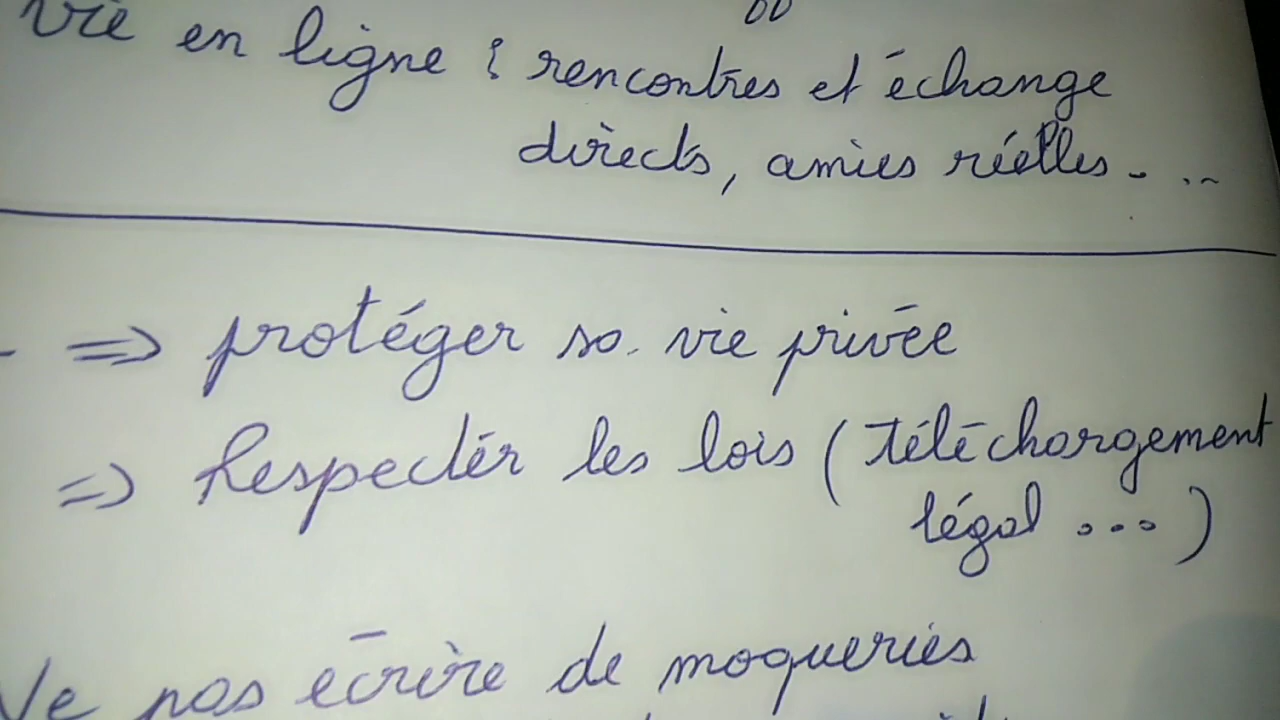 vie en ligne : rencontres et échange
directs, amies réelles ...
- => protéger sa vie privée
=> Respecter les lois (téléchargement
légal ...)
Ne pas écrire de moqueries